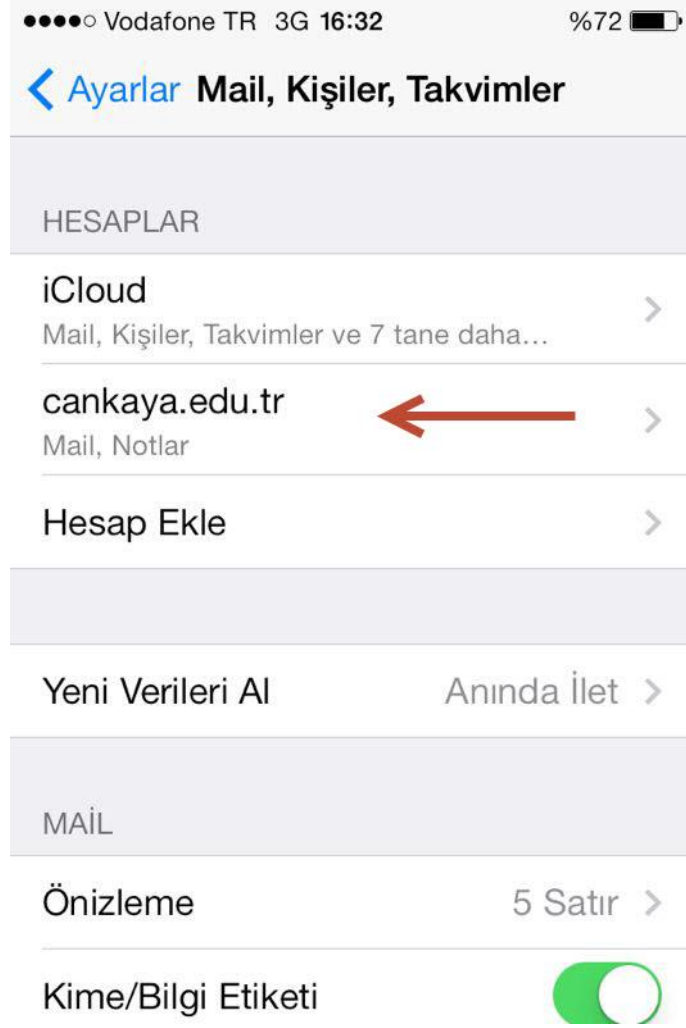 Vodafone TR 3G 16:32 %72
Ayarlar Mail, Kişiler, Takvimler
HESAPLAR
iCloud
Mail, Kişiler, Takvimler ve 7 tane daha...
cankaya.edu.tr
Mail, Notlar
Hesap Ekle
Yeni Verileri Al Anında İlet
MAİL
Önizleme 5 Satır
Kime/Bilgi Etiketi